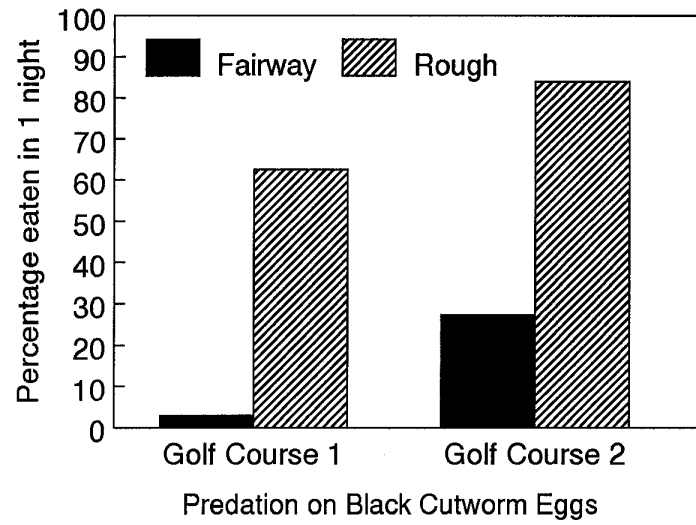 Percentage eaten in 1 night
100
90
80
70
60
50
40
30
20
10
0
Fairway Rough
Golf Course 1 Golf Course 2
Predation on Black Cutworm Eggs